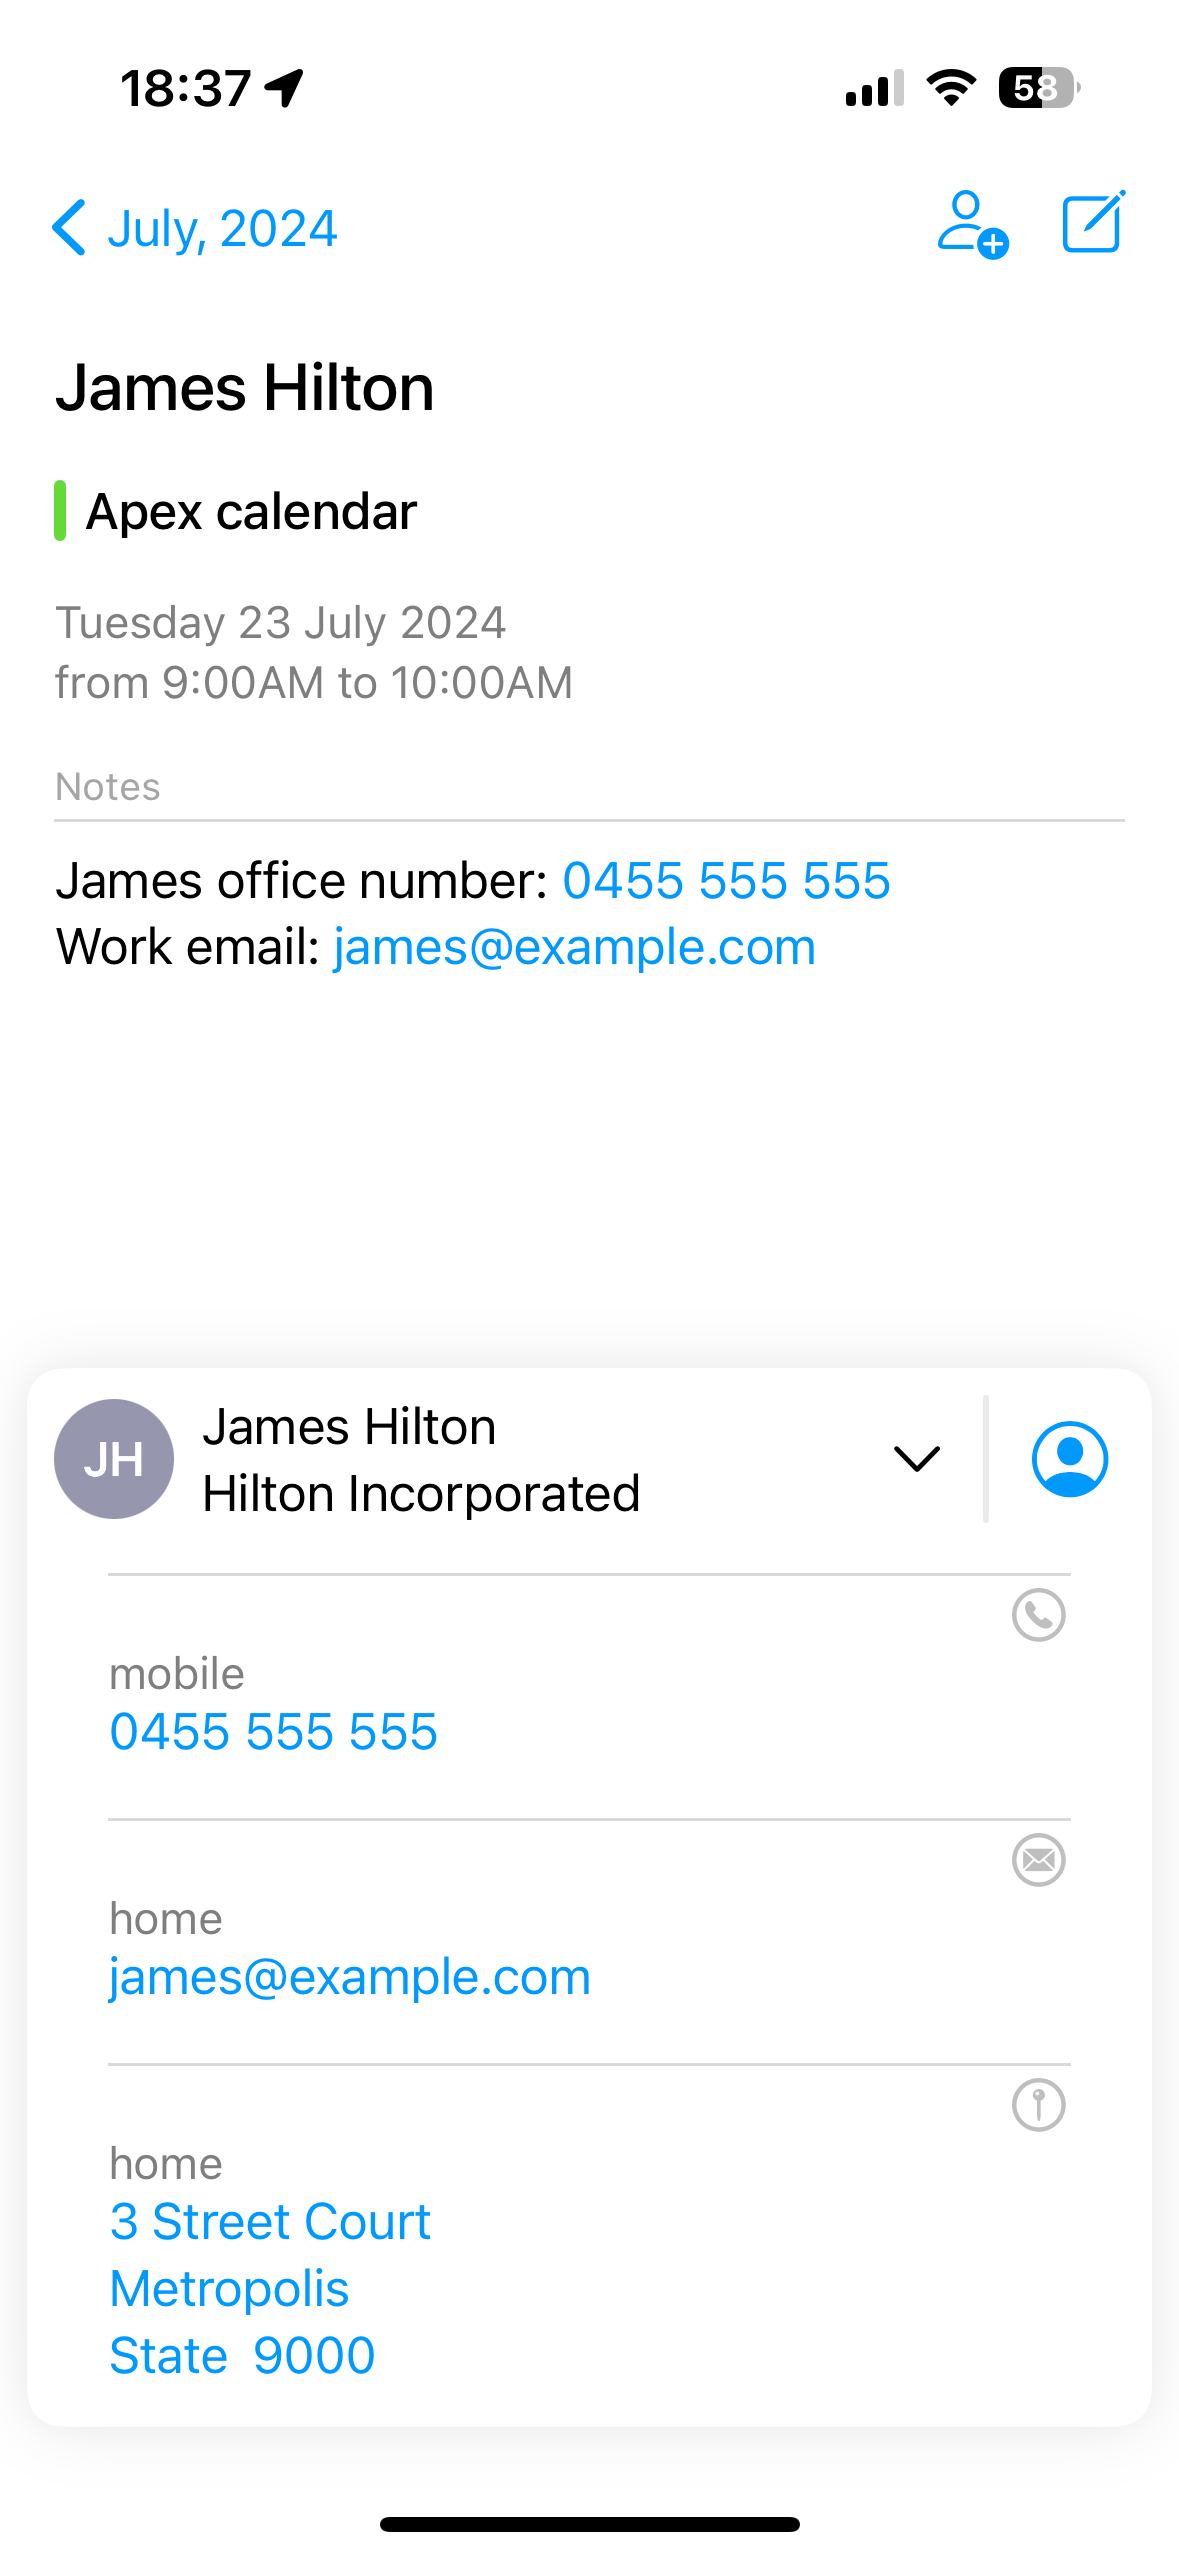 18:37
58
July, 2024
James Hilton
Apex calendar
Tuesday 23 July 2024
from 9:00AM to 10:00AM
Notes
James office number: 0455 555 555
Work email: james@example.com
JH
James Hilton
Hilton Incorporated
mobile
0455 555 555
home
james@example.com
home
3 Street Court
Metropolis
State  9000